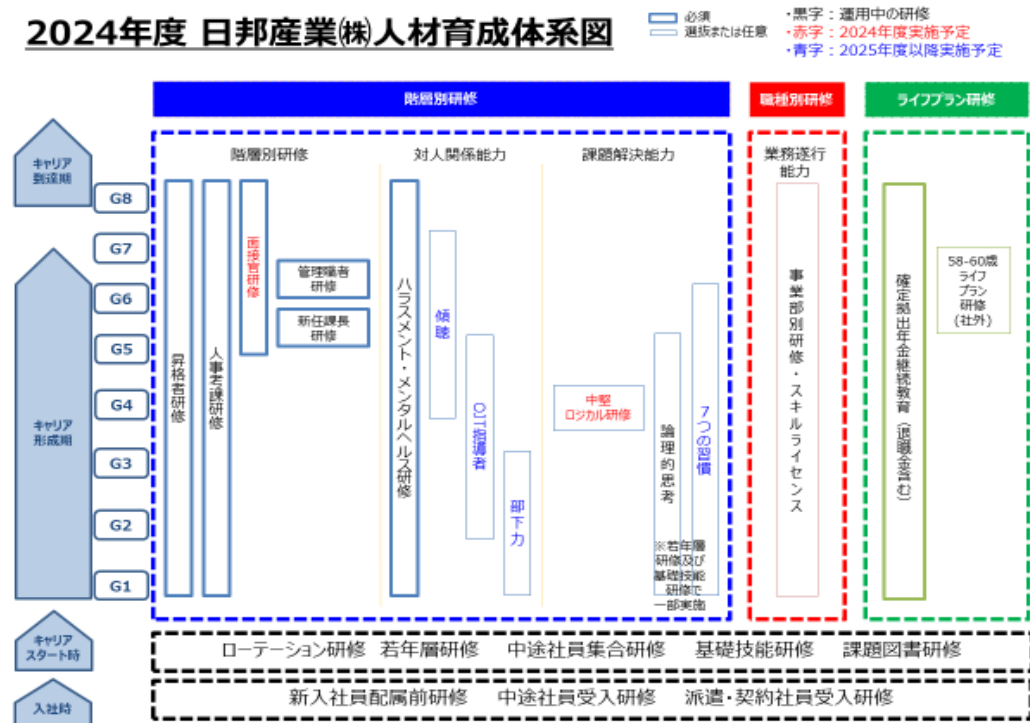 2024年度 日邦産業㈱人材育成体系図
必須
選抜または任意
・黒字：運用中の研修
・赤字：2024年度実施予定
・青字：2025年度以降実施予定
階層別研修
職種別研修
ライフプラン研修
キャリア
到達期
キャリア
形成期
G8
G7
G6
G5
G4
G3
G2
G1
階層別研修
対人関係能力
課題解決能力
業務遂行
能力
昇格者研修
人事考課研修
面接官研修
管理職者
研修
新任課長
研修
ハラスメント・メンタルヘルス研修
傾聴
OJT指導者
部下力
中堅
ロジカル研修
論理的思考
7つの習慣
※若年層
研修及び
基礎技能
研修で
一部実施
事業部別研修・スキルライセンス
確定拠出年金継続教育（退職金含む）
58-60歳
ライフ
プラン
研修
(社外)
キャリア
スタート時
ローテーション研修 若年層研修 中途社員集合研修 基礎技能研修 課題図書研修
入社時
新入社員配属前研修 中途社員受入研修 派遣・契約社員受入研修